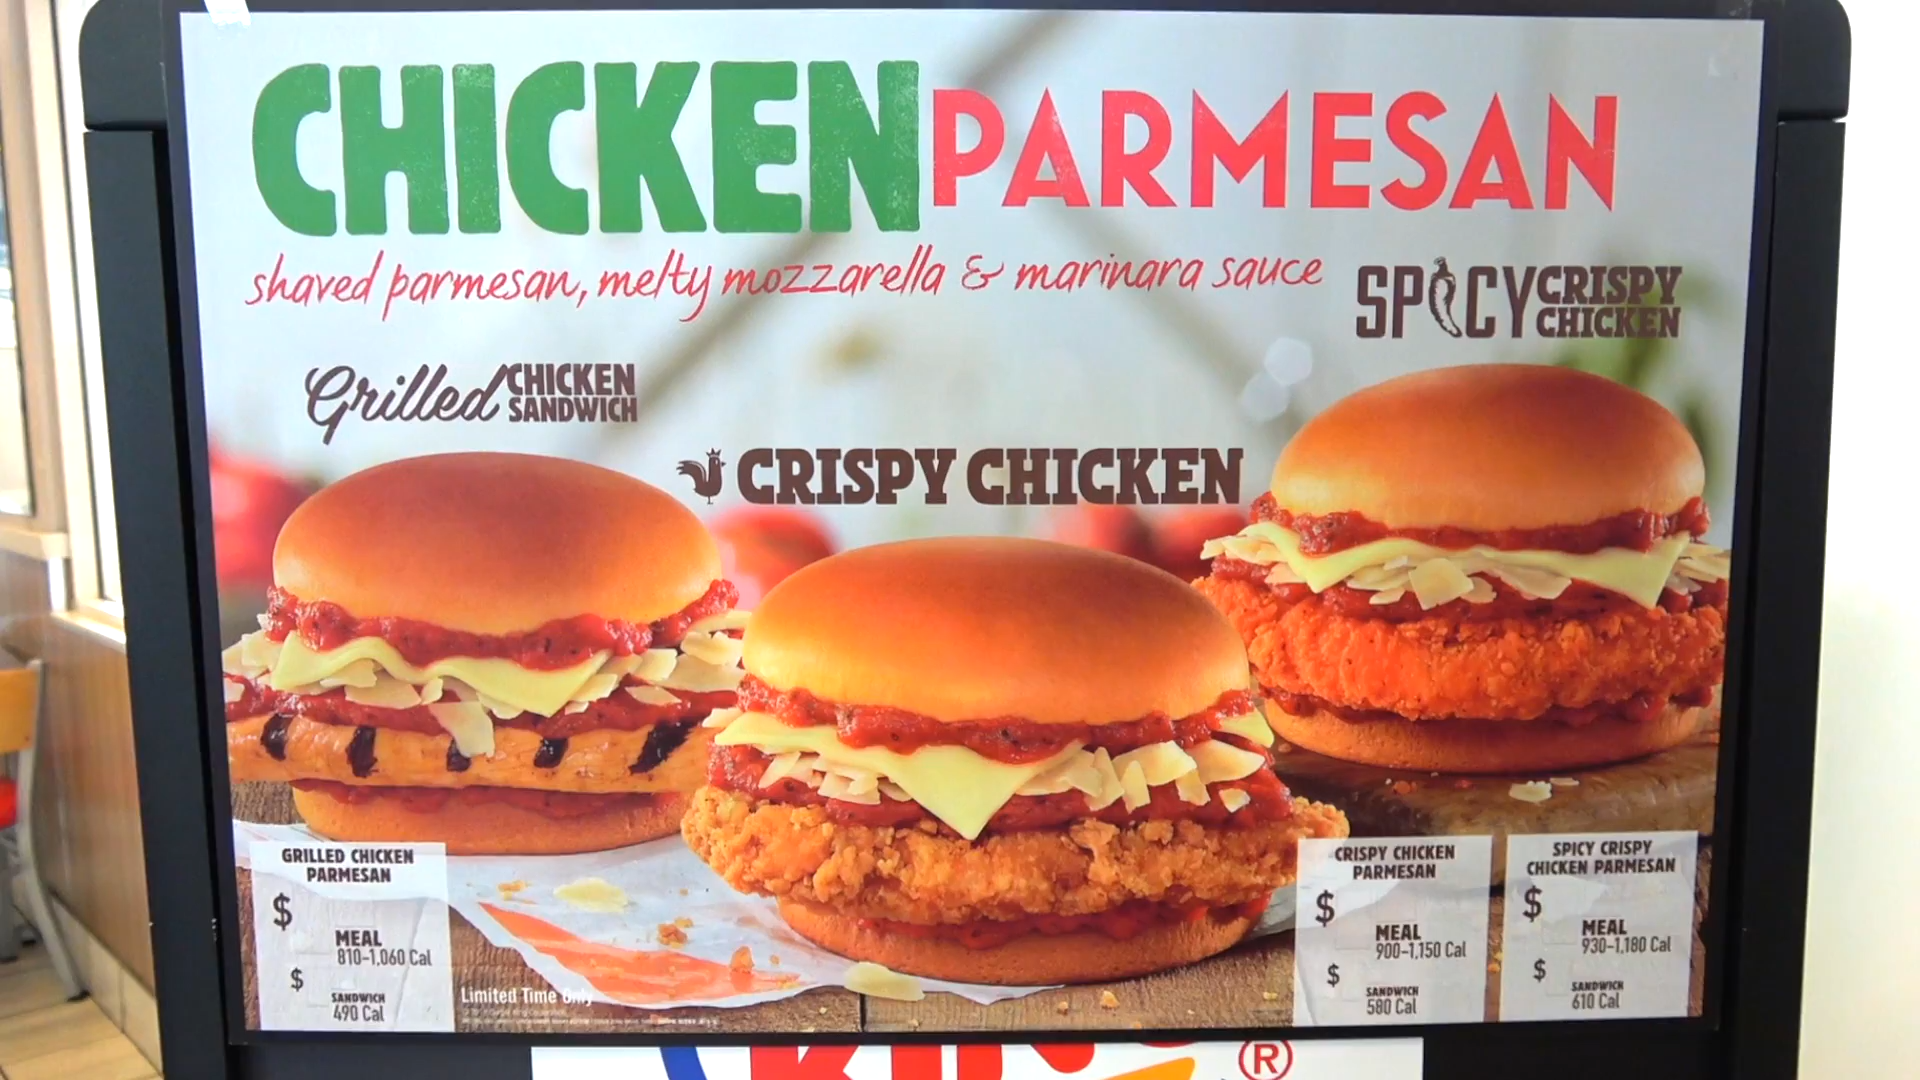 CHICKEN PARMESAN
shaved parmesan, melty mozzarella & marinara sauce
SPICY CRISPY CHICKEN
Grilled CHICKEN SANDWICH
CRISPY CHICKEN
GRILLED CHICKEN
PARMESAN
$
MEAL
810-1,060 Cal
$
SANDWICH
490 Cal
Limited Time Only
CRISPY CHICKEN
PARMESAN
$
MEAL
900-1,150 Cal
$
SANDWICH
580 Cal
SPICY CRISPY
CHICKEN PARMESAN
$
MEAL
930-1,180 Cal
$
SANDWICH
610 Cal
KING ®